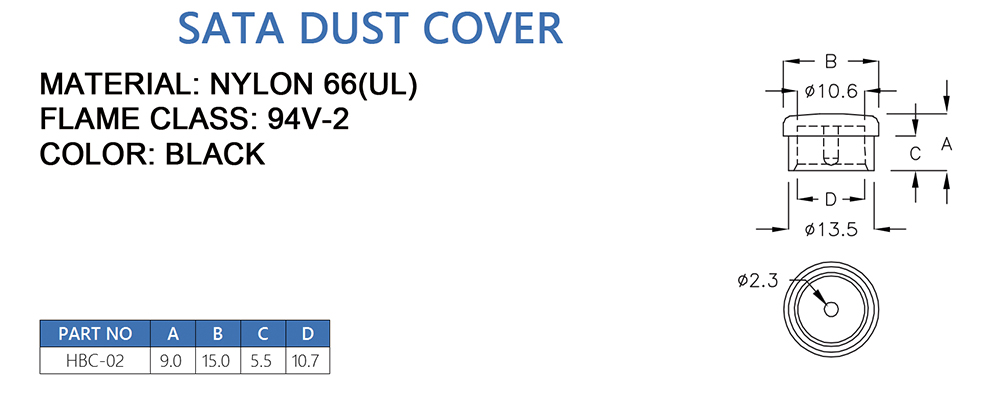 SATA DUST COVER
MATERIAL: NYLON 66(UL)
FLAME CLASS: 94V-2
COLOR: BLACK
B
ø10.6
A
C
D
ø13.5
ø2.3
PART NO A B C D
HBC-02 9.0 15.0 5.5 10.7